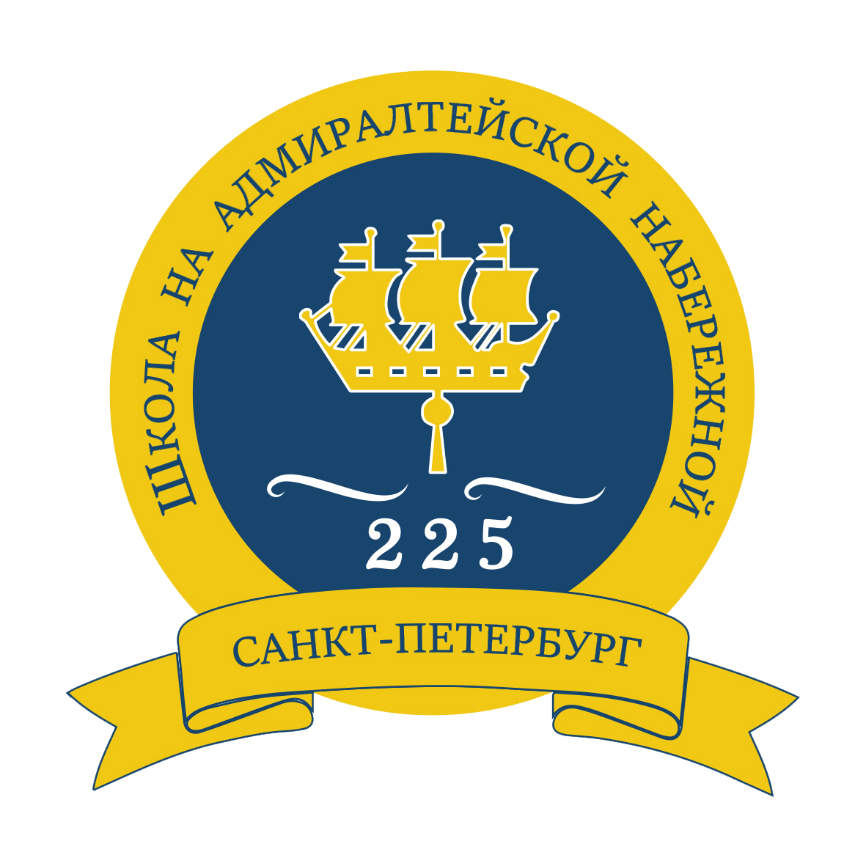 ШКОЛА НА АДМИРАЛТЕЙСКОЙ НАБЕРЕЖНОЙ
225
САНКТ-ПЕТЕРБУРГ